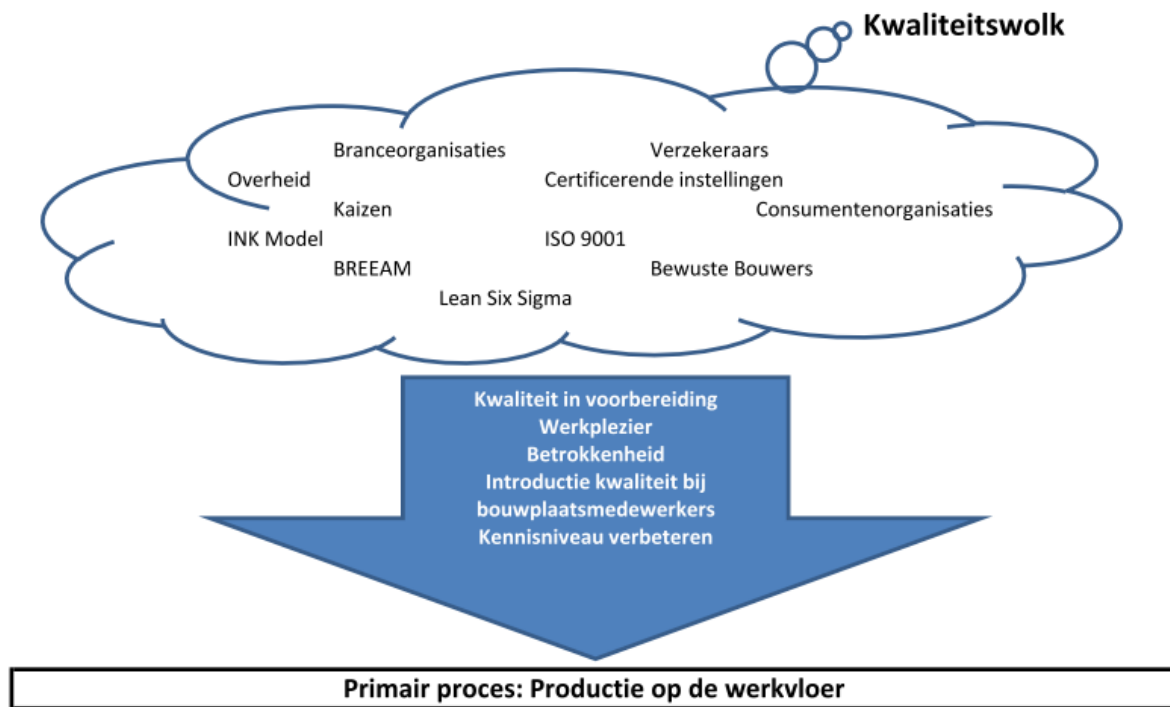 Kwaliteitswolk
Branceorganisaties Verzekeraars
Overheid Certificerende instellingen
Kaizen Consumentenorganisaties
INK Model ISO 9001
BREEAM Bewuste Bouwers
Lean Six Sigma
Kwaliteit in voorbereiding
Werkplezier
Betrokkenheid
Introductie kwaliteit bij
bouwplaatsmedewerkers
Kennisniveau verbeteren
Primair proces: Productie op de werkvloer